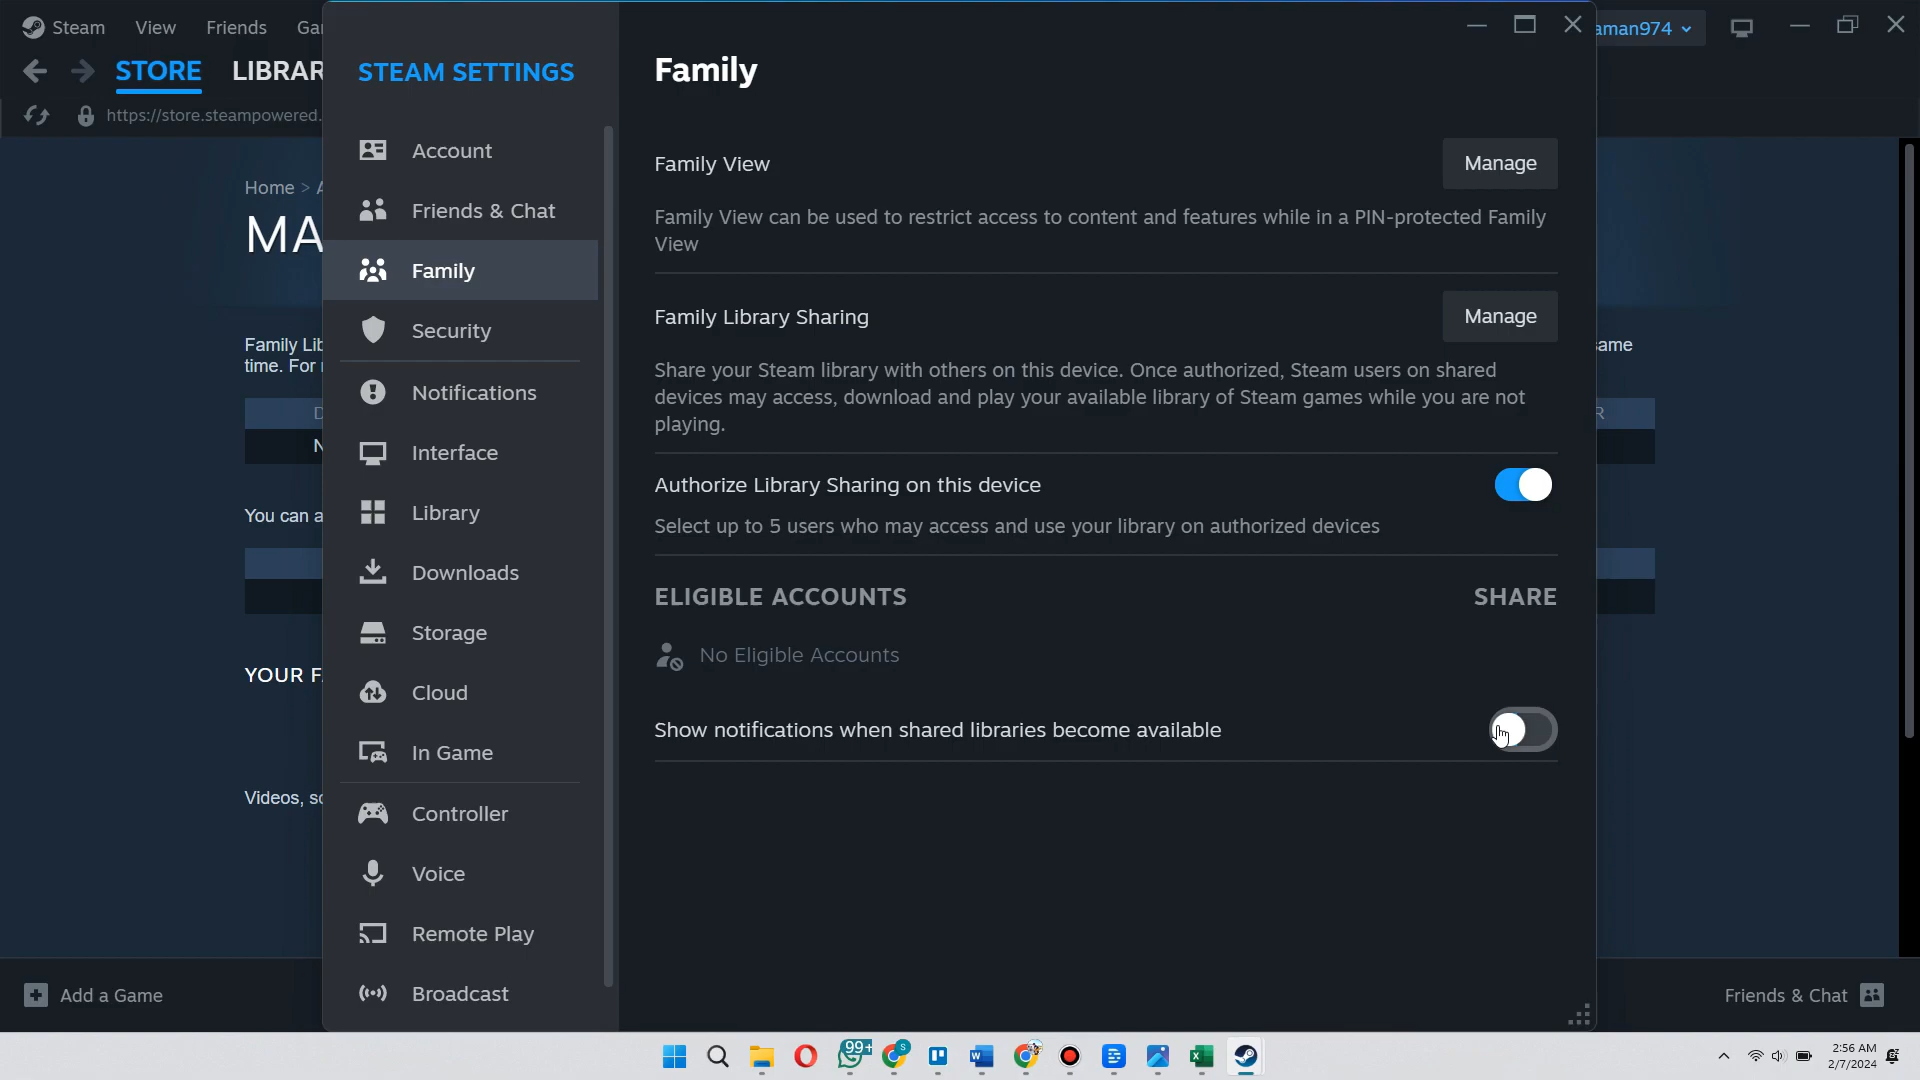 Steam View Friends Ga
STORE LIBRAR
https://store.steampowered.
aman974
Home > A
MA
Family Lib
time. For
ame
D
R
N
You can a
YOUR F
Videos, sc
STEAM SETTINGS
Account
Friends & Chat
Family
Security
Notifications
Interface
Library
Downloads
Storage
Cloud
In Game
Controller
Voice
Remote Play
Broadcast
Family
Family View
Manage
Family View can be used to restrict access to content and features while in a PIN-protected Family
View
Family Library Sharing
Manage
Share your Steam library with others on this device. Once authorized, Steam users on shared
devices may access, download and play your available library of Steam games while you are not
playing.
Authorize Library Sharing on this device
Select up to 5 users who may access and use your library on authorized devices
ELIGIBLE ACCOUNTS SHARE
No Eligible Accounts
Show notifications when shared libraries become available
Add a Game
Friends & Chat
99+
S
2:56 AM
2/7/2024